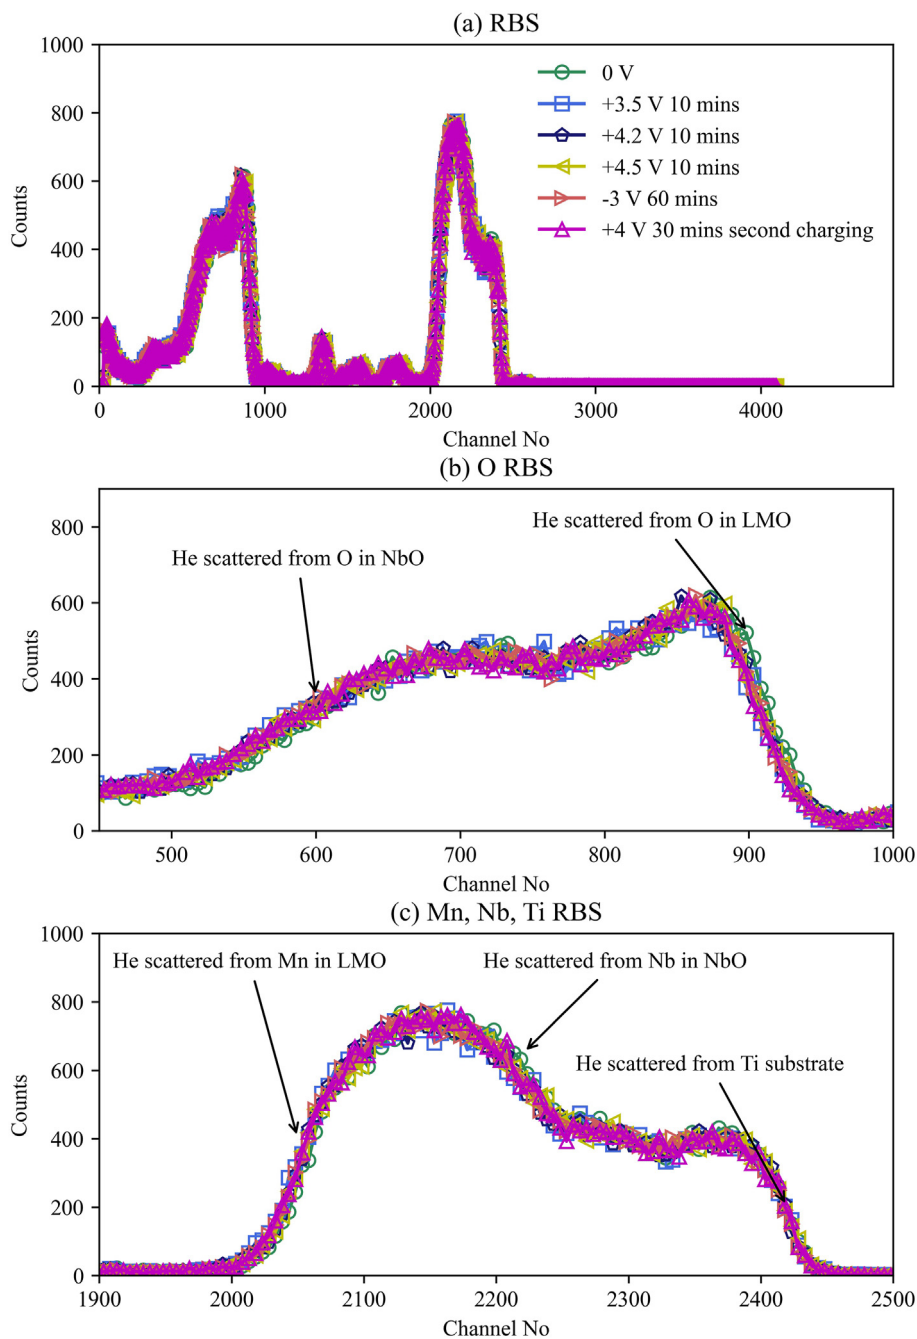 (a) RBS
1000
800
600
400
200
0
Counts
0 V
+3.5 V 10 mins
+4.2 V 10 mins
+4.5 V 10 mins
-3 V 60 mins
+4 V 30 mins second charging
0
1000
2000
3000
4000
Channel No
(b) O RBS
800
600
400
200
0
Counts
He scattered from O in LMO
He scattered from O in NbO
500
600
700
800
900
1000
Channel No
(c) Mn, Nb, Ti RBS
1000
800
600
400
200
0
Counts
He scattered from Mn in LMO
He scattered from Nb in NbO
He scattered from Ti substrate
1900
2000
2100
2200
2300
2400
2500
Channel No